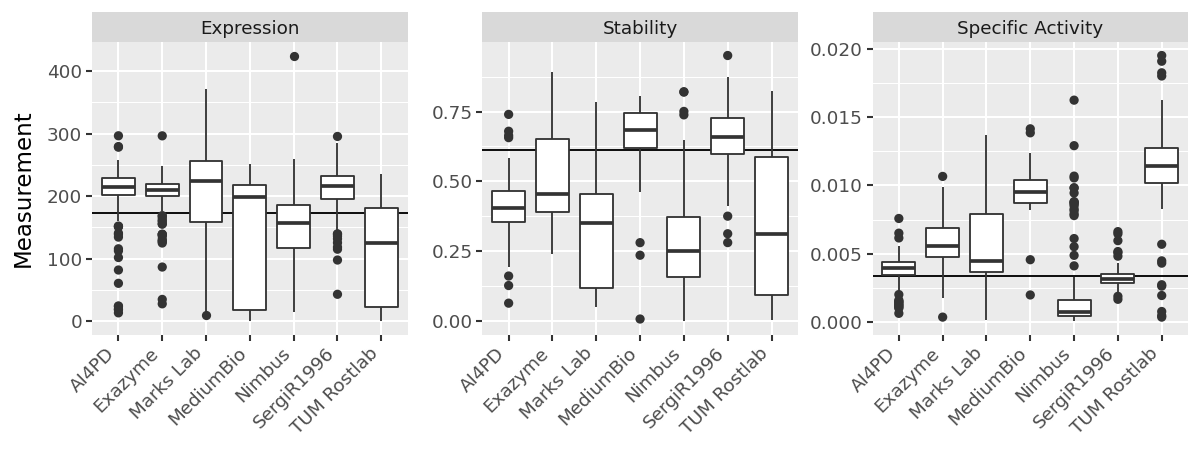 Expression
Stability
Specific Activity
Measurement
400
300
200
100
0
0.75
0.50
0.25
0.00
0.020
0.015
0.010
0.005
0.000
AI4PD
Exazyme
Marks Lab
MediumBio
Nimbus
SergiR1996
TUM Rostlab
AI4PD
Exazyme
Marks Lab
MediumBio
Nimbus
SergiR1996
TUM Rostlab
AI4PD
Exazyme
Marks Lab
MediumBio
Nimbus
SergiR1996
TUM Rostlab